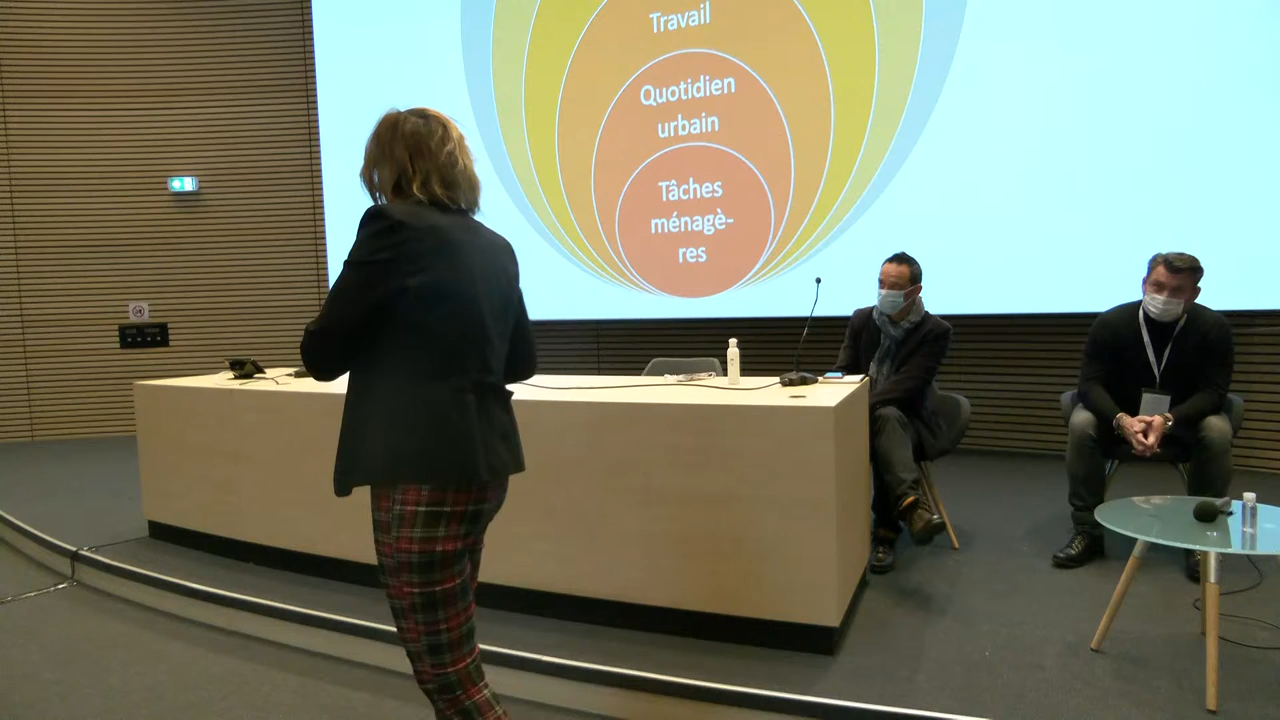 Travail
Quotidien
urbain
Tâches
ménagè-
res